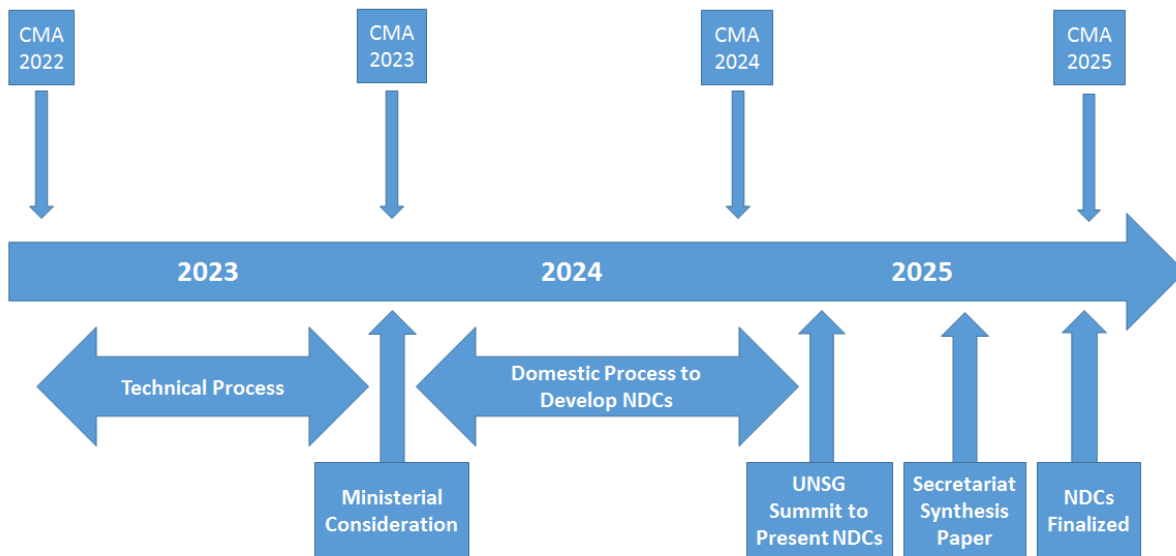 CMA
2022
CMA
2023
CMA
2024
CMA
2025
2023
2024
2025
Technical Process
Domestic Process to
Develop NDCs
Ministerial
Consideration
UNSG
Summit to
Present NDCs
Secretariat
Synthesis
Paper
NDCs
Finalized